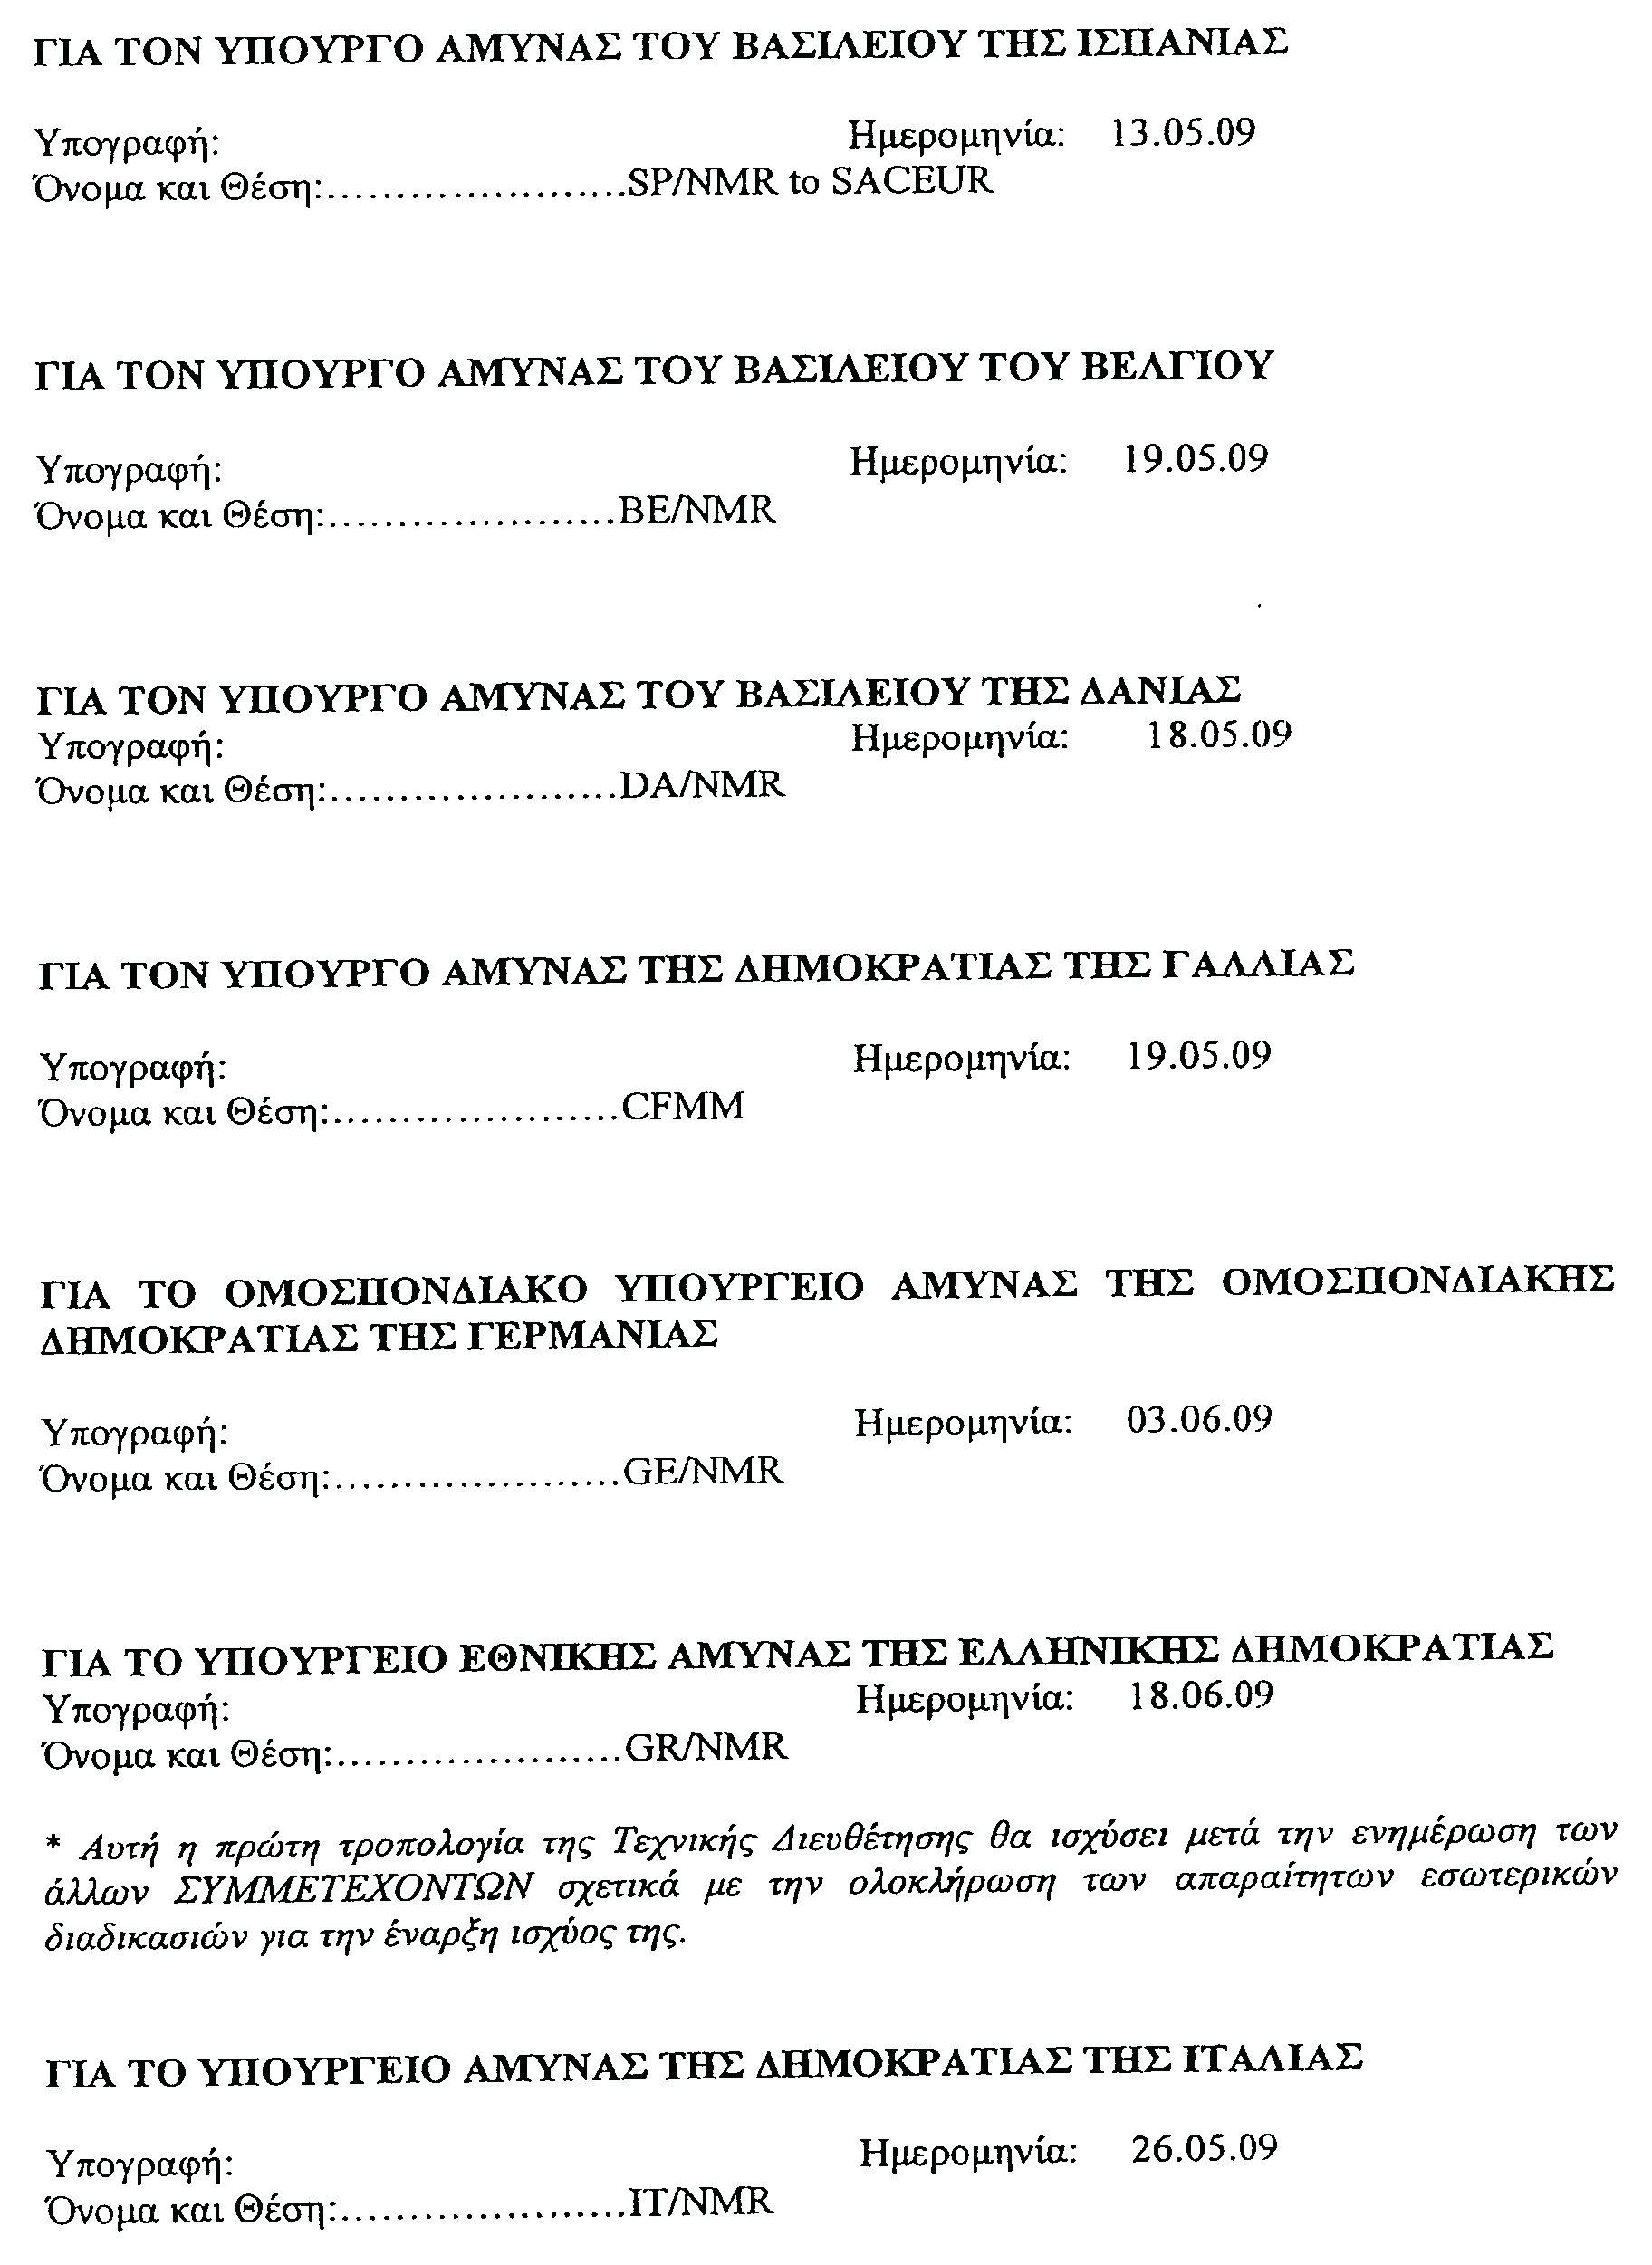 ΓΙΑ ΤΟΝ ΥΠΟΥΡΓΟ ΑΜΥΝΑΣ ΤΟΥ ΒΑΣΙΛΕΙΟΥ ΤΗΣ ΙΣΠΑΝΙΑΣ
Υπογραφή: Ημερομηνία: 13.05.09
Όνομα και Θέση:......................SP/NMR to SACEUR
ΓΙΑ ΤΟΝ ΥΠΟΥΡΓΟ ΑΜΥΝΑΣ ΤΟΥ ΒΑΣΙΛΕΙΟΥ ΤΟΥ ΒΕΛΓΙΟΥ
Υπογραφή: Ημερομηνία: 19.05.09
Όνομα και Θέση:.....................BE/NMR
ΓΙΑ ΤΟΝ ΥΠΟΥΡΓΟ ΑΜΥΝΑΣ ΤΟΥ ΒΑΣΙΛΕΙΟΥ ΤΗΣ ΔΑΝΙΑΣ
Υπογραφή: Ημερομηνία: 18.05.09
Όνομα και Θέση:.....................DA/NMR
ΓΙΑ ΤΟΝ ΥΠΟΥΡΓΟ ΑΜΥΝΑΣ ΤΗΣ ΔΗΜΟΚΡΑΤΙΑΣ ΤΗΣ ΓΑΛΛΙΑΣ
Υπογραφή: Ημερομηνία: 19.05.09
Όνομα και Θέση:.....................CFMM
ΓΙΑ ΤΟ ΟΜΟΣΠΟΝΔΙΑΚΟ ΥΠΟΥΡΓΕΙΟ ΑΜΥΝΑΣ ΤΗΣ ΟΜΟΣΠΟΝΔΙΑΚΗΣ
ΔΗΜΟΚΡΑΤΙΑΣ ΤΗΣ ΓΕΡΜΑΝΙΑΣ
Υπογραφή: Ημερομηνία: 03.06.09
Όνομα και Θέση:.....................GE/NMR
ΓΙΑ ΤΟ ΥΠΟΥΡΓΕΙΟ ΕΘΝΙΚΗΣ ΑΜΥΝΑΣ ΤΗΣ ΕΛΛΗΝΙΚΗΣ ΔΗΜΟΚΡΑΤΙΑΣ
Υπογραφή: Ημερομηνία: 18.06.09
Όνομα και Θέση:.....................GR/NMR
* Αυτή η πρώτη τροπολογία της Τεχνικής Διευθέτησης θα ισχύσει μετά την ενημέρωση των
άλλων ΣΥΜΜΕΤΕΧΟΝΤΩΝ σχετικά με την ολοκλήρωση των απαραίτητων εσωτερικών
διαδικασιών για την έναρξη ισχύος της.
ΓΙΑ ΤΟ ΥΠΟΥΡΓΕΙΟ ΑΜΥΝΑΣ ΤΗΣ ΔΗΜΟΚΡΑΤΙΑΣ ΤΗΣ ΙΤΑΛΙΑΣ
Υπογραφή: Ημερομηνία: 26.05.09
Όνομα και Θέση:.....................IT/NMR